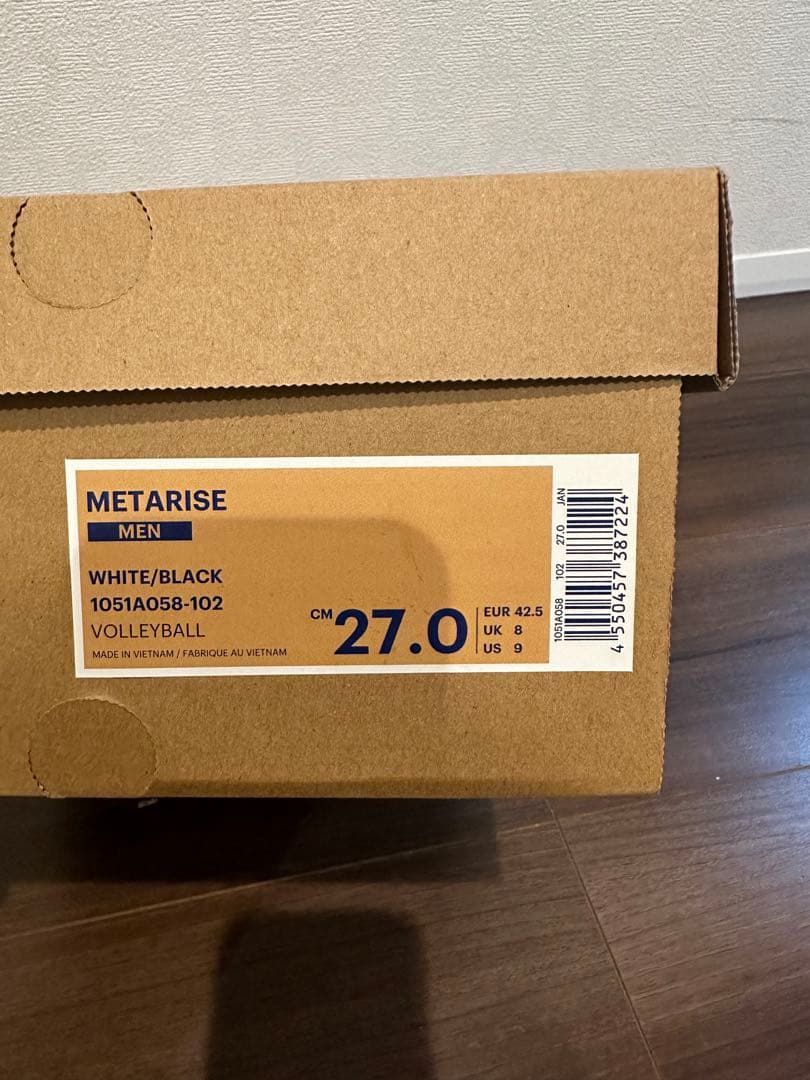 METARISE
MEN
WHITE/BLACK
1051A058-102
VOLLEYBALL
MADE IN VIETNAM / FABRIQUE AU VIETNAM
CM 27.0
EUR 42.5
UK 8
US 9
1051A058 102 27.0 JAN
4 550457 387224